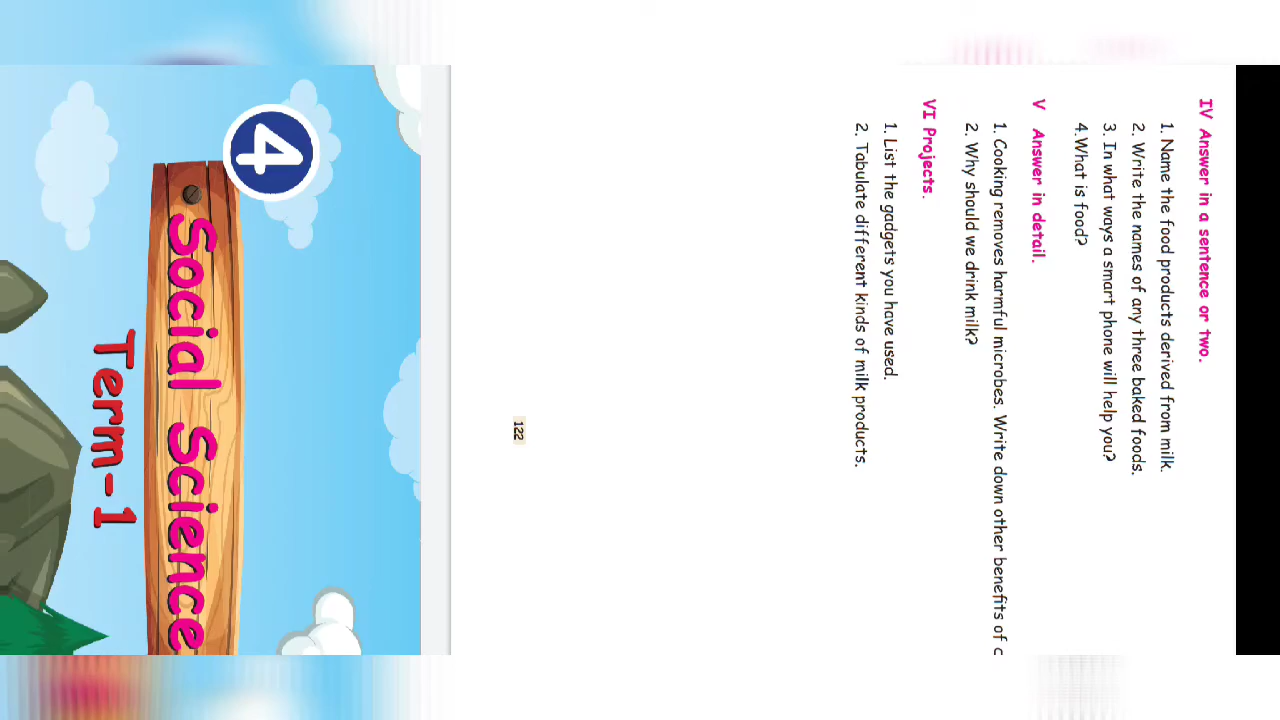 IV Answer in a sentence or two.
1. Name the food products derived from milk.
2. Write the names of any three baked foods.
3. In what ways a smart phone will help you?
4.What is food?
V Answer in detail.
1. Cooking removes harmful microbes. Write down other benefits of c
2. Why should we drink milk?
VI Projects.
1. List the gadgets you have used.
2. Tabulate different kinds of milk products.
122
4
Social Science
Term-1